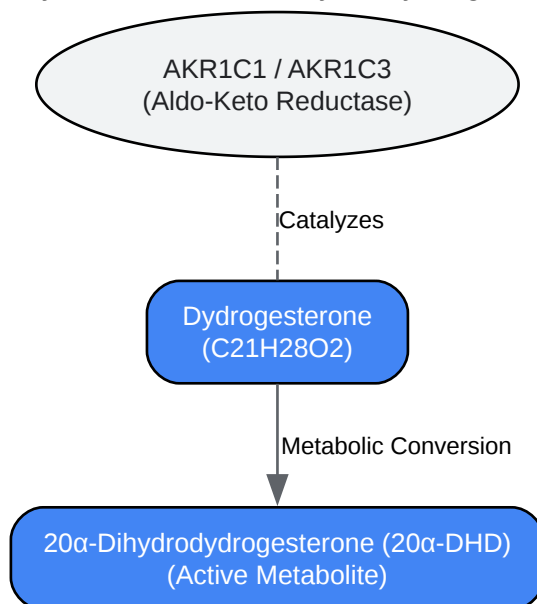 AKR1C1 / AKR1C3
(Aldo-Keto Reductase)
Catalyzes
Dydrogesterone
(C21H28O2)
Metabolic Conversion
20α-Dihydrodydrogesterone (20α-DHD)
(Active Metabolite)